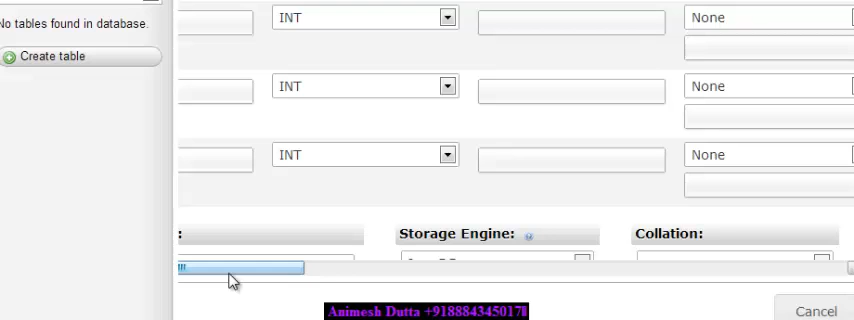 No tables found in database.
Create table
INT
None
INT
None
INT
None
:
Storage Engine:
Collation:
Animesh Dutta +918884345017
Cancel